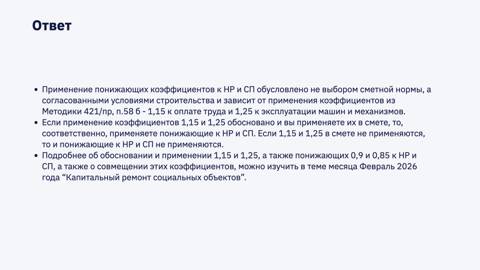 Ответ
• Применение понижающих коэффициентов к НР и СП обусловлено не выбором сметной нормы, а
согласованными условиями строительства и зависит от применения коэффициентов из
Методики 421/пр, п.58 б - 1,15 к оплате труда и 1,25 к эксплуатации машин и механизмов.
• Если применение коэффициентов 1,15 и 1,25 обосновано и вы применяете их в смете, то,
соответственно, применяете понижающие к НР и СП. Если 1,15 и 1,25 в смете не применяются,
то и понижающие к НР и СП не применяются.
• Подробнее об обосновании и применении 1,15 и 1,25, а также понижающих 0,9 и 0,85 к НР и
СП, а также о совмещении этих коэффициентов, можно изучить в теме месяца Февраль 2026
года “Капитальный ремонт социальных объектов”.